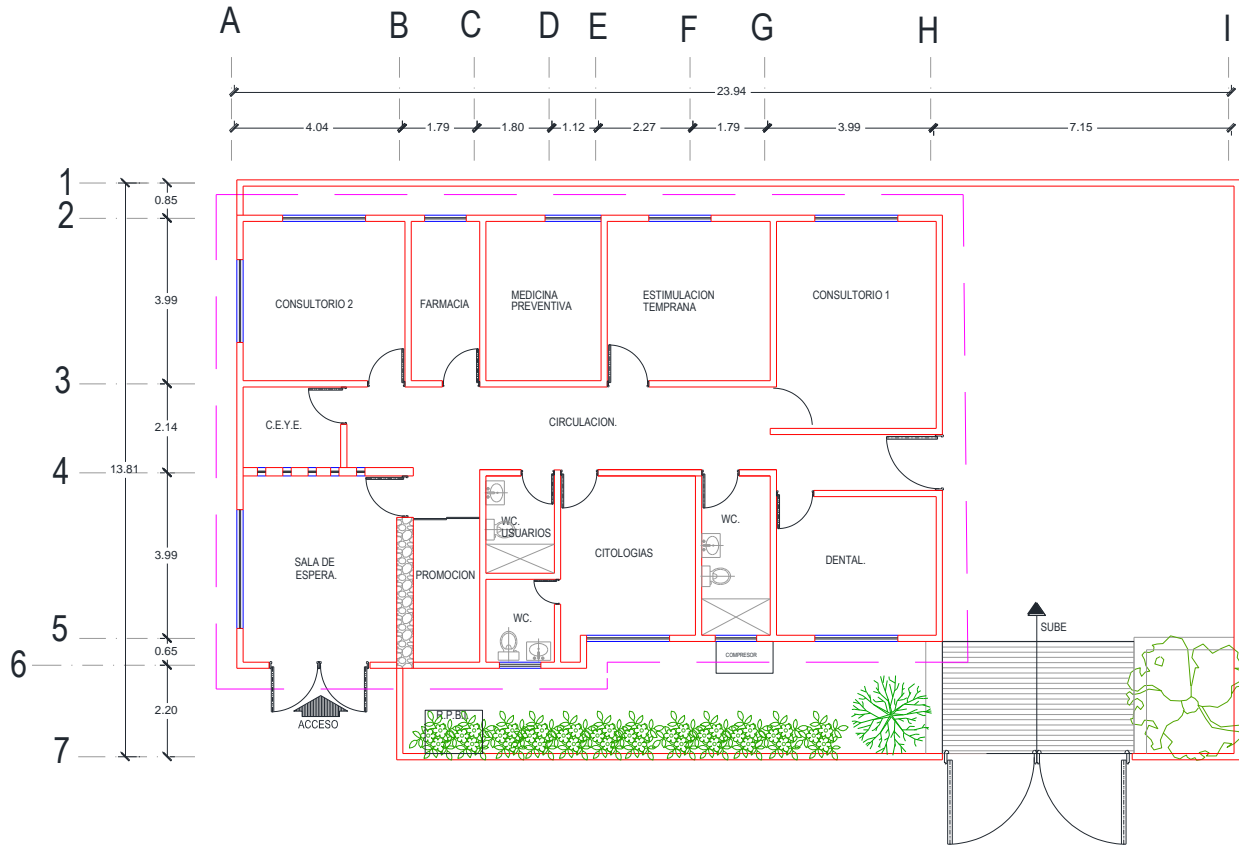 A
B
C
D
E
F
G
H
I
23.94
4.04
1.79
1.80
1.12
2.27
1.79
3.99
7.15
1
0.85
2
3.99
3
2.14
4
13.81
3.99
5
0.65
6
2.20
7
CONSULTORIO 2
FARMACIA
MEDICINA
PREVENTIVA
ESTIMULACION
TEMPRANA
CONSULTORIO 1
C.E.Y.E.
CIRCULACION.
SALA DE
ESPERA.
PROMOCION
WC.
USUARIOS
CITOLOGIAS
WC.
DENTAL.
WC.
COMPRESOR
SUBE
R.P.B.I.
ACCESO